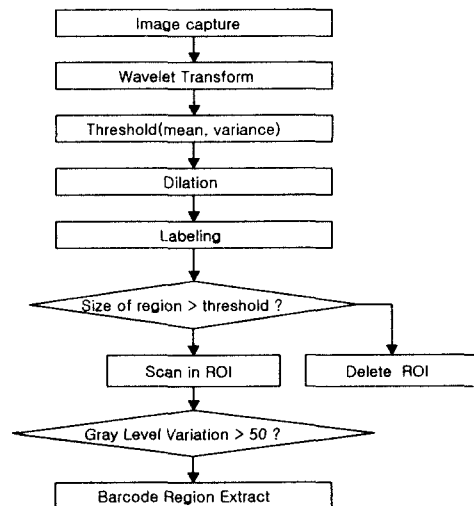 Image capture
Wavelet Transform
Threshold(mean, variance)
Dilation
Labeling
Size of region > threshold ?
Scan in ROI
Delete ROI
Gray Level Variation > 50 ?
Barcode Region Extract